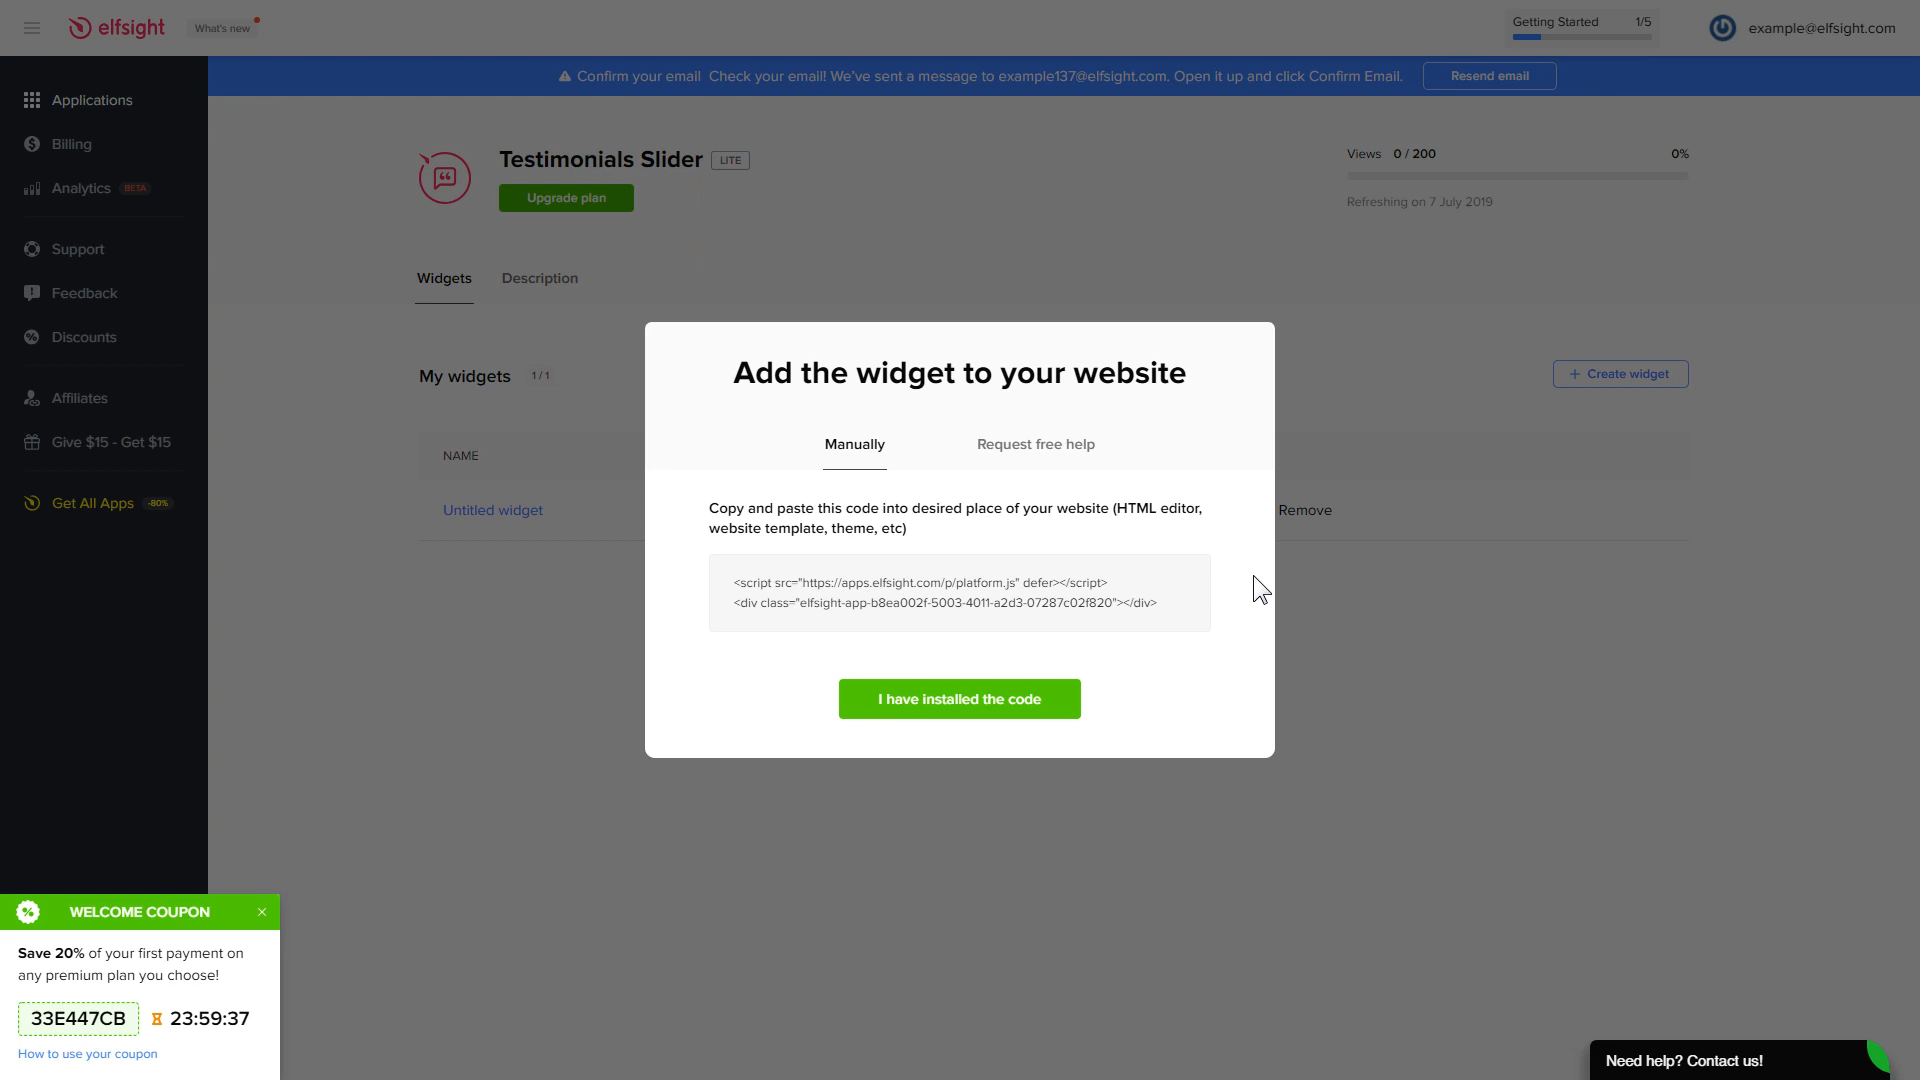 elfsight
What's new
Getting Started 1/5
example@elfsight.com
Confirm your email Check your email! We've sent a message to example137@elfsight.com. Open it up and click Confirm Email.
Resend email
Applications
Billing
Analytics BETA
Support
Feedback
Discounts
Affiliates
Give $15 - Get $15
Get All Apps -80%
Testimonials Slider LITE
Upgrade plan
Views 0 / 200 0%
Refreshing on 7 July 2019
Widgets Description
My widgets 1 / 1
+ Create widget
NAME
Untitled widget
Remove
Add the widget to your website
Manually Request free help
Copy and paste this code into desired place of your website (HTML editor,
website template, theme, etc)
<script src="https://apps.elfsight.com/p/platform.js" defer></script>
<div class="elfsight-app-b8ea002f-5003-4011-a2d3-07287c02f820"></div>
I have installed the code
WELCOME COUPON
Save 20% of your first payment on
any premium plan you choose!
33E447CB 23:59:37
How to use your coupon
Need help? Contact us!